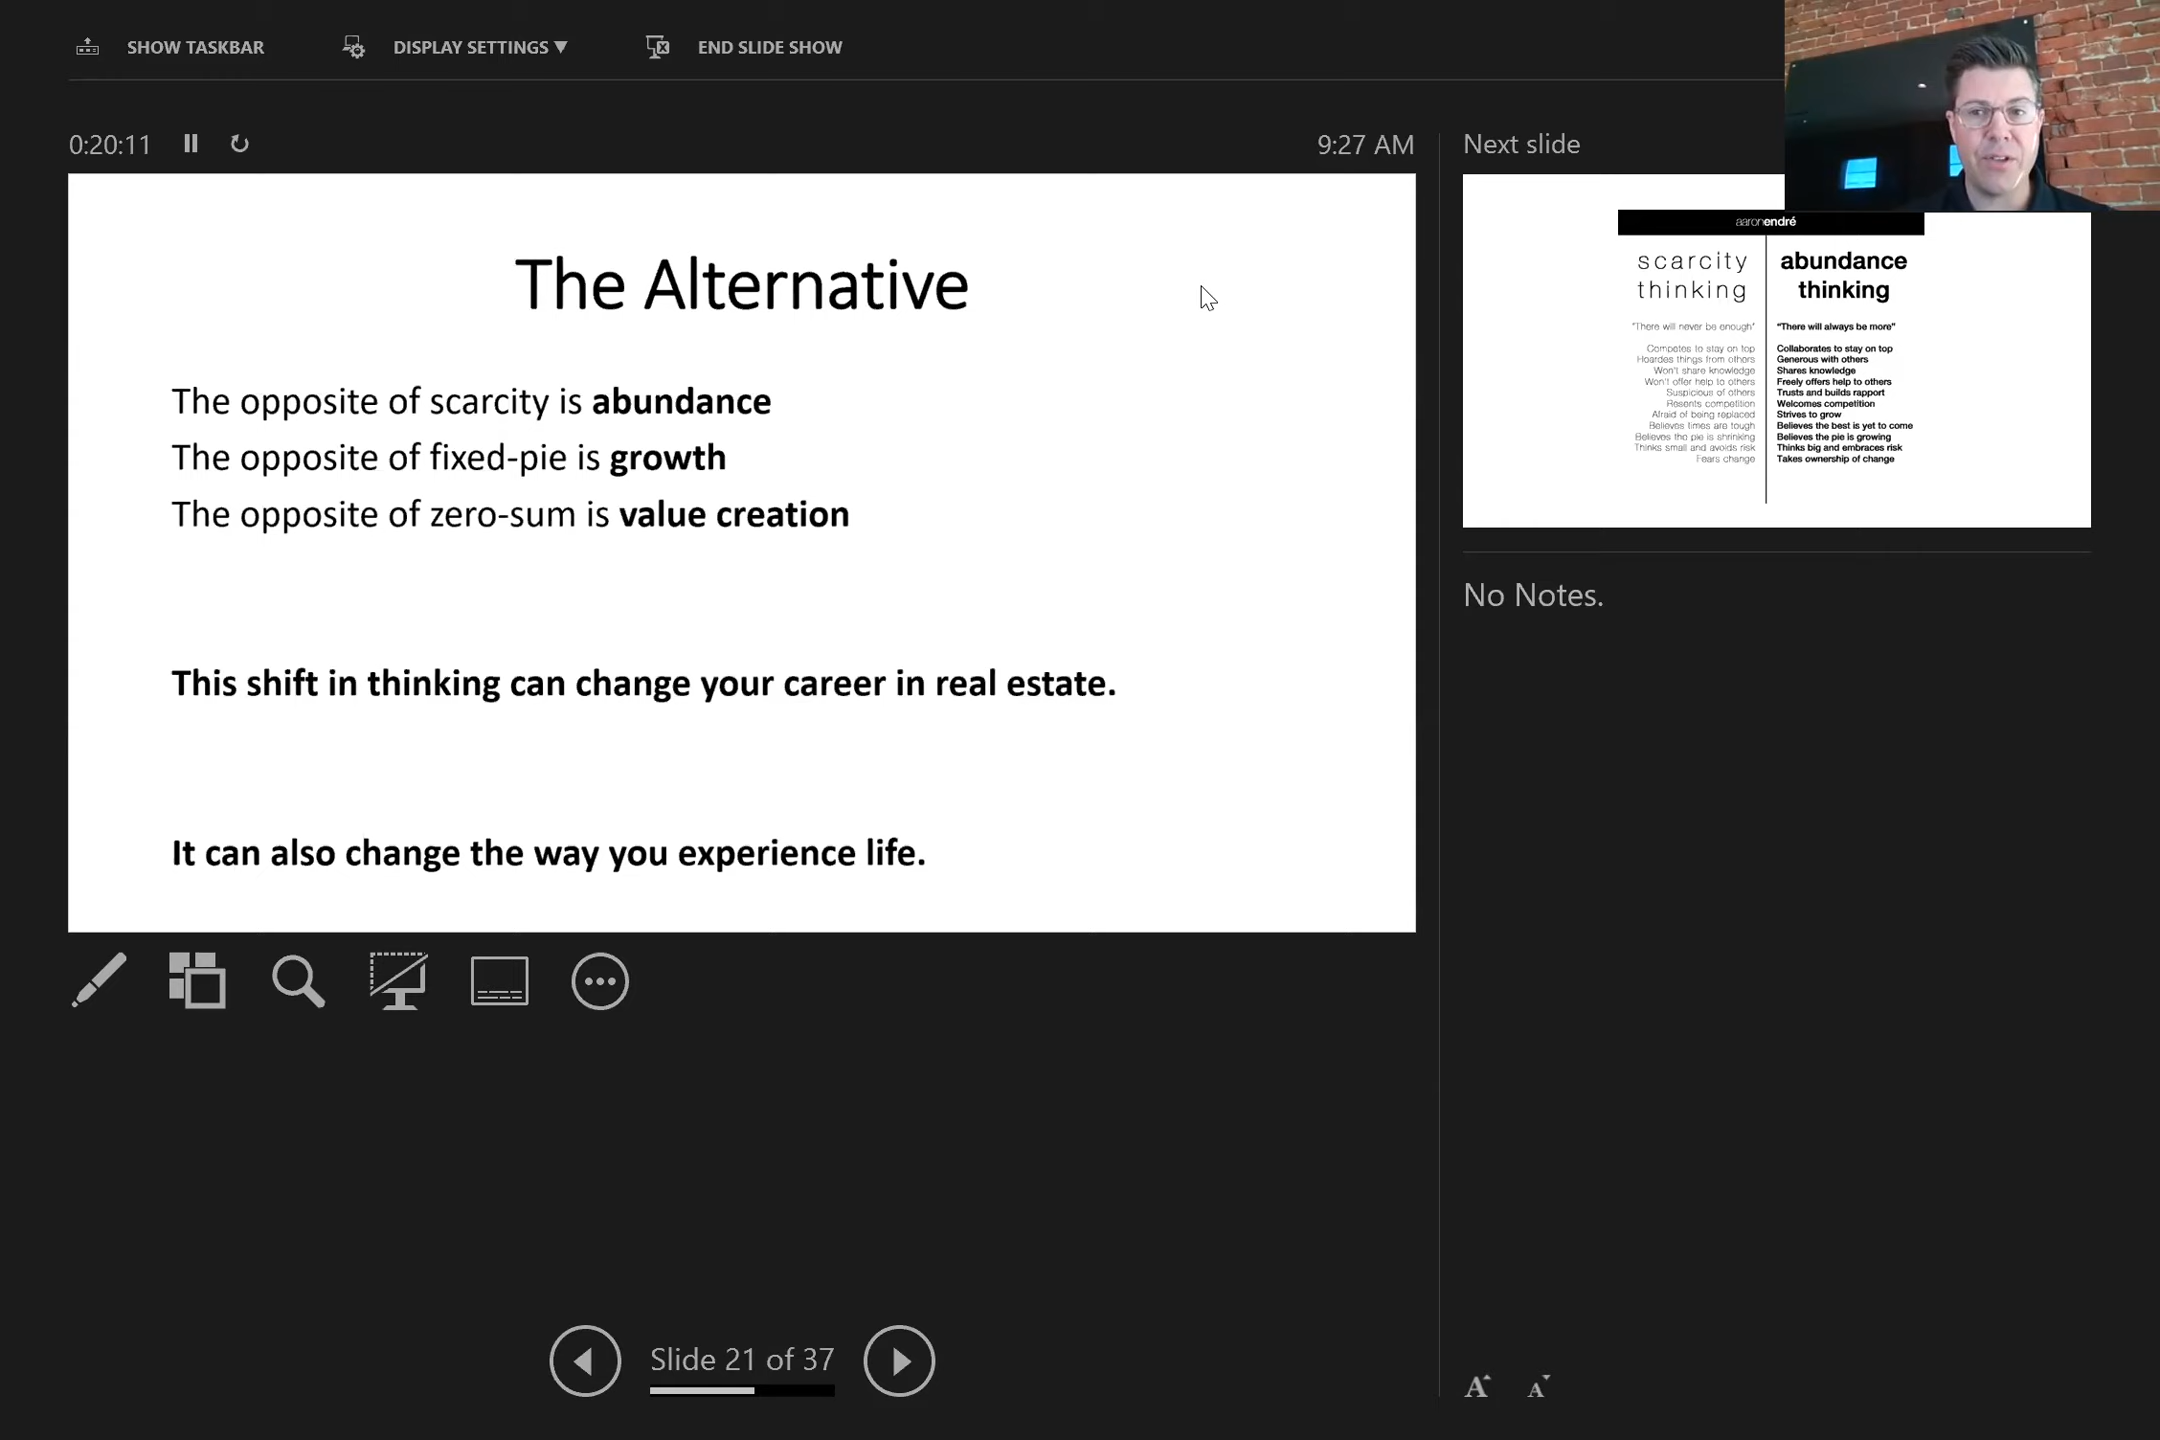 SHOW TASKBAR
DISPLAY SETTINGS ▼
END SLIDE SHOW
0:20:11
9:27 AM
The Alternative
The opposite of scarcity is abundance
The opposite of fixed-pie is growth
The opposite of zero-sum is value creation
This shift in thinking can change your career in real estate.
It can also change the way you experience life.
Slide 21 of 37
Next slide
aaronendré
scarcity
thinking
"There will never be enough"
Competes to stay on top
Hoardes things from others
Won't share knowledge
Won't offer help to others
Suspicious of others
Resents competition
Afraid of being replaced
Believes times are tough
Believes the pie is shrinking
Thinks small and avoids risk
Fears change
abundance
thinking
"There will always be more"
Collaborates to stay on top
Generous with others
Shares knowledge
Freely offers help to others
Trusts and builds rapport
Welcomes competition
Strives to grow
Believes the best is yet to come
Believes the pie is growing
Thinks big and embraces risk
Takes ownership of change
No Notes.
A A